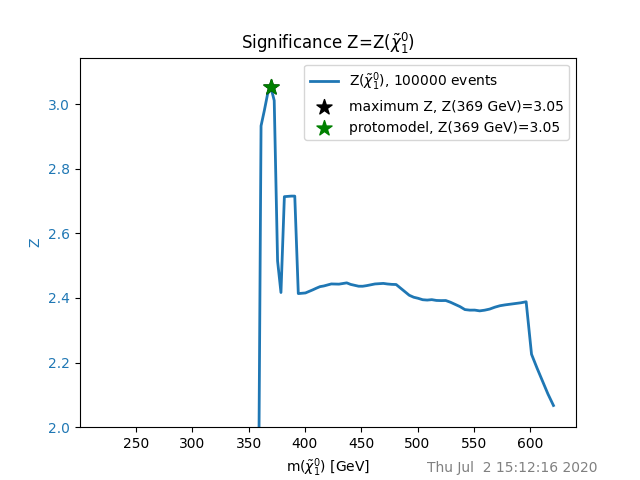 Significance Z=Z(χ̃₁⁰)
Z(χ̃₁⁰), 100000 events
maximum Z, Z(369 GeV)=3.05
protomodel, Z(369 GeV)=3.05
Z
3.0
2.8
2.6
2.4
2.2
2.0
250 300 350 400 450 500 550 600
m(χ̃₁⁰) [GeV]
Thu Jul  2 15:12:16 2020